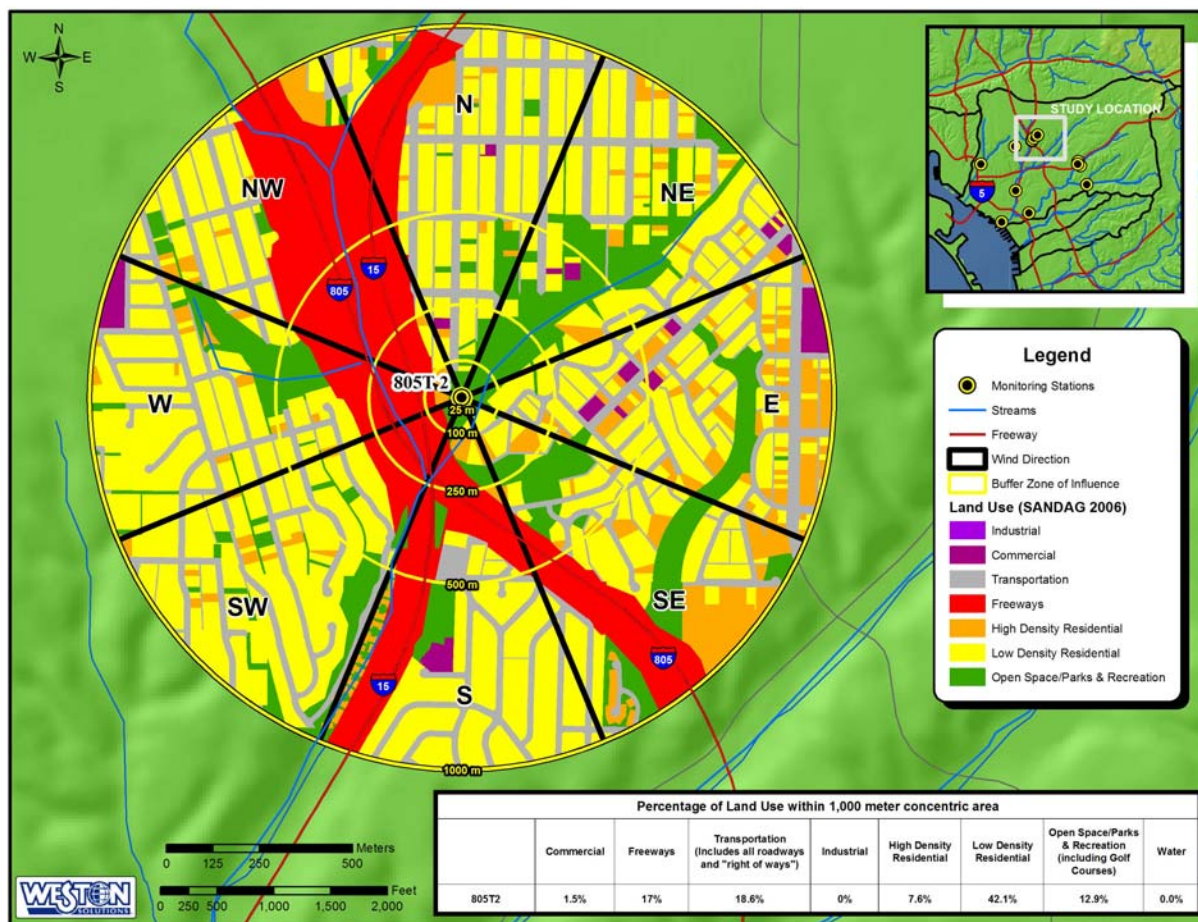 N
W E
S
STUDY LOCATION
5
N
NW
NE
15
805
805T-2
W
E
25 m
100 m
250 m
500 m
SW
SE
805
15
S
1000 m
Legend
Monitoring Stations
Streams
Freeway
Wind Direction
Buffer Zone of Influence
Land Use (SANDAG 2006)
Industrial
Commercial
Transportation
Freeways
High Density Residential
Low Density Residential
Open Space/Parks & Recreation
Meters
0 125 250 500
Feet
0 250 500 1,000 1,500 2,000
WESTON
SOLUTIONS
Percentage of Land Use within 1,000 meter concentric area
Commercial Freeways Transportation (Includes all roadways and "right of ways") Industrial High Density Residential Low Density Residential Open Space/Parks & Recreation (including Golf Courses) Water
805T2 1.5% 17% 18.6% 0% 7.6% 42.1% 12.9% 0.0%